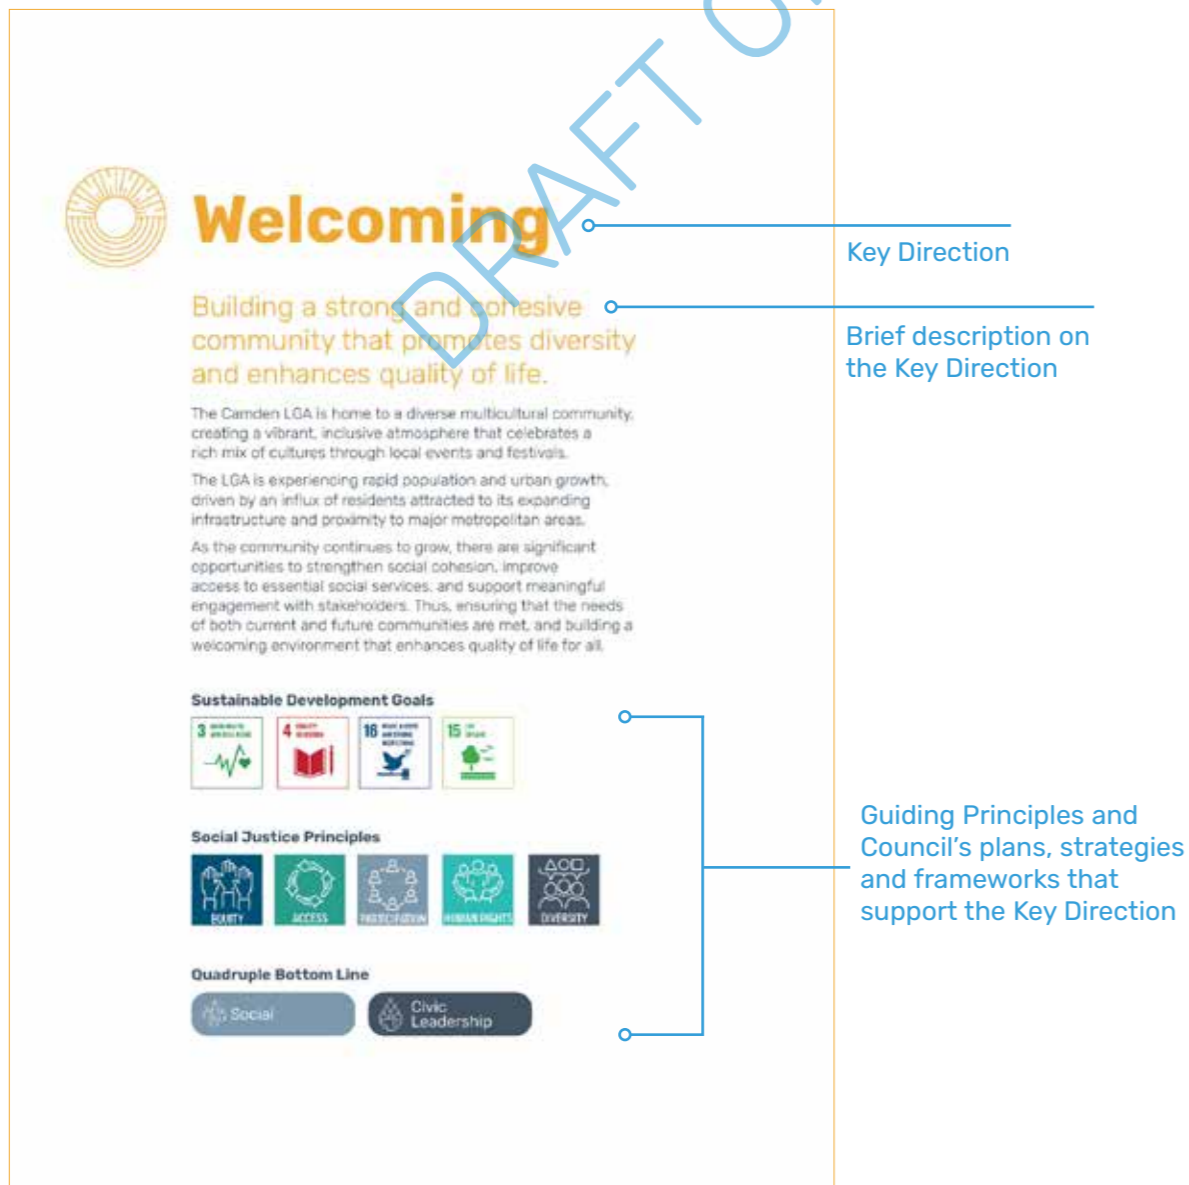 DRAFT
Welcoming
Key Direction
Building a strong and cohesive
community that promotes diversity
and enhances quality of life.
Brief description on
the Key Direction
The Camden LGA is home to a diverse multicultural community,
creating a vibrant, inclusive atmosphere that celebrates a
rich mix of cultures through local events and festivals.
The LGA is experiencing rapid population and urban growth,
driven by an influx of residents attracted to its expanding
infrastructure and proximity to major metropolitan areas.
As the community continues to grow, there are significant
opportunities to strengthen social cohesion, improve
access to essential social services, and support meaningful
engagement with stakeholders. Thus, ensuring that the needs
of both current and future communities are met, and building a
welcoming environment that enhances quality of life for all.
Sustainable Development Goals
3
4
16
15
Social Justice Principles
EQUITY
ACCESS
PARTICIPATION
HUMAN RIGHTS
DIVERSITY
Guiding Principles and
Council's plans, strategies
and frameworks that
support the Key Direction
Quadruple Bottom Line
Social
Civic
Leadership